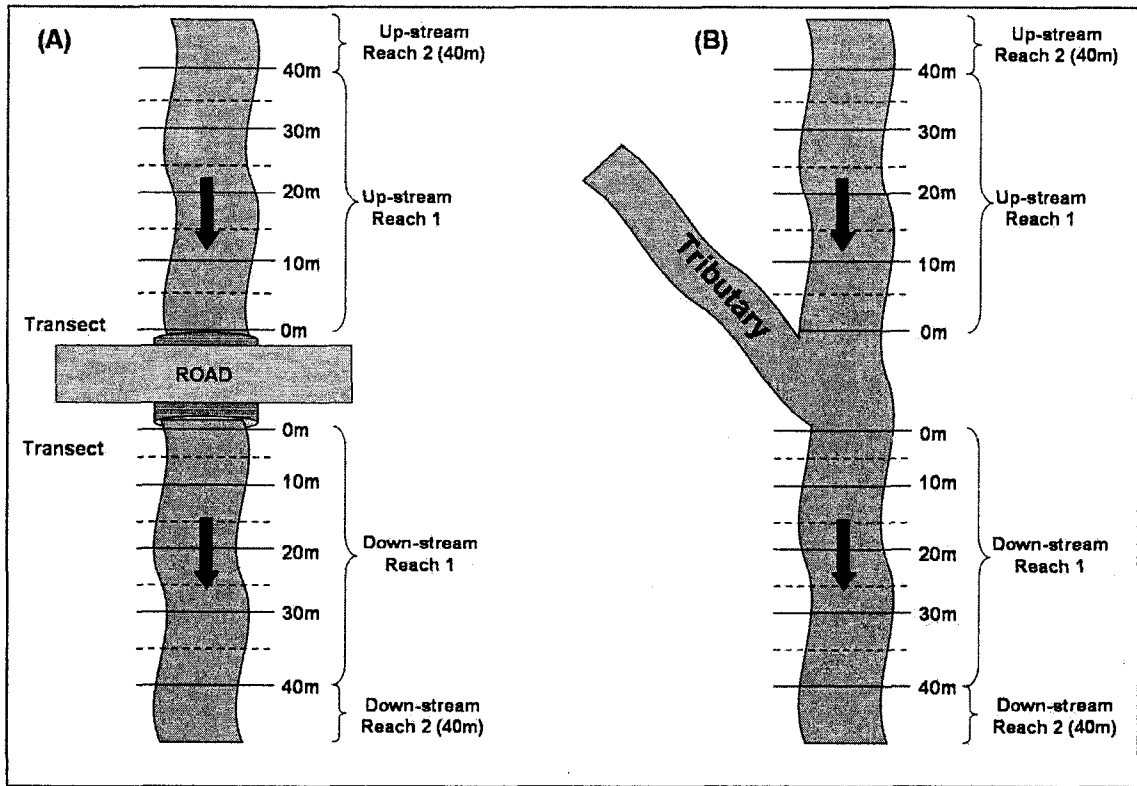 (A)
Up-stream
Reach 2 (40m)
40m
30m
20m
Up-stream
Reach 1
10m
Transect
0m
ROAD
Transect
0m
10m
20m
Down-stream
Reach 1
30m
40m
Down-stream
Reach 2 (40m)
(B)
Up-stream
Reach 2 (40m)
40m
30m
20m
Up-stream
Reach 1
10m
Tributary
0m
0m
10m
20m
Down-stream
Reach 1
30m
40m
Down-stream
Reach 2 (40m)